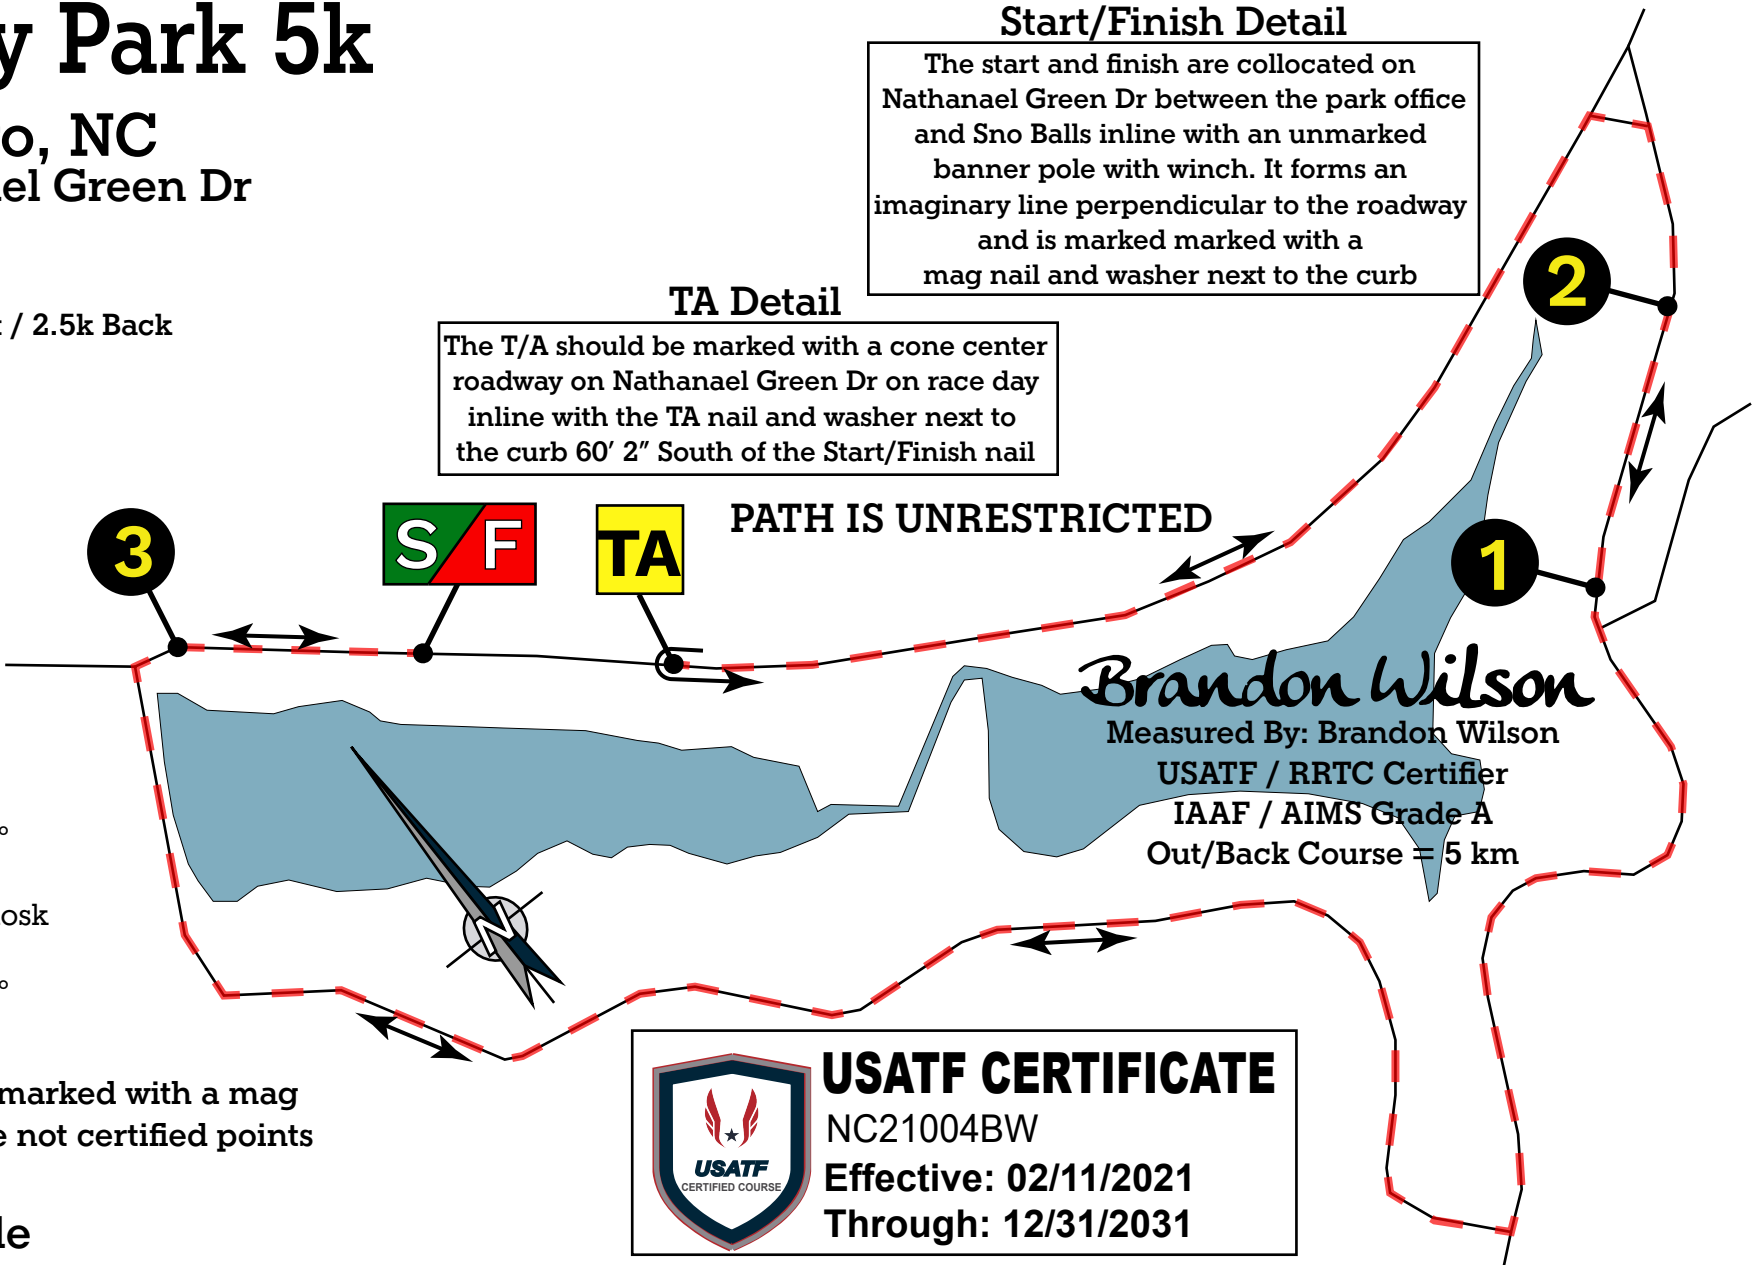 y Park 5k
o, NC
el Green Dr
/ 2.5k Back
Start/Finish Detail
The start and finish are collocated on
Nathanael Green Dr between the park office
and Sno Balls inline with an unmarked
banner pole with winch. It forms an
imaginary line perpendicular to the roadway
and is marked marked with a
mag nail and washer next to the curb
TA Detail
The T/A should be marked with a cone center
roadway on Nathanael Green Dr on race day
inline with the TA nail and washer next to
the curb 60′ 2″ South of the Start/Finish nail
PATH IS UNRESTRICTED
2
3
S/F
TA
1
Brandon Wilson
Measured By: Brandon Wilson
USATF / RRTC Certifier
IAAF / AIMS Grade A
Out/Back Course = 5 km
°
osk
°
N
marked with a mag
e not certified points
le
USATF CERTIFICATE
NC21004BW
Effective: 02/11/2021
Through: 12/31/2031
USATF
CERTIFIED COURSE